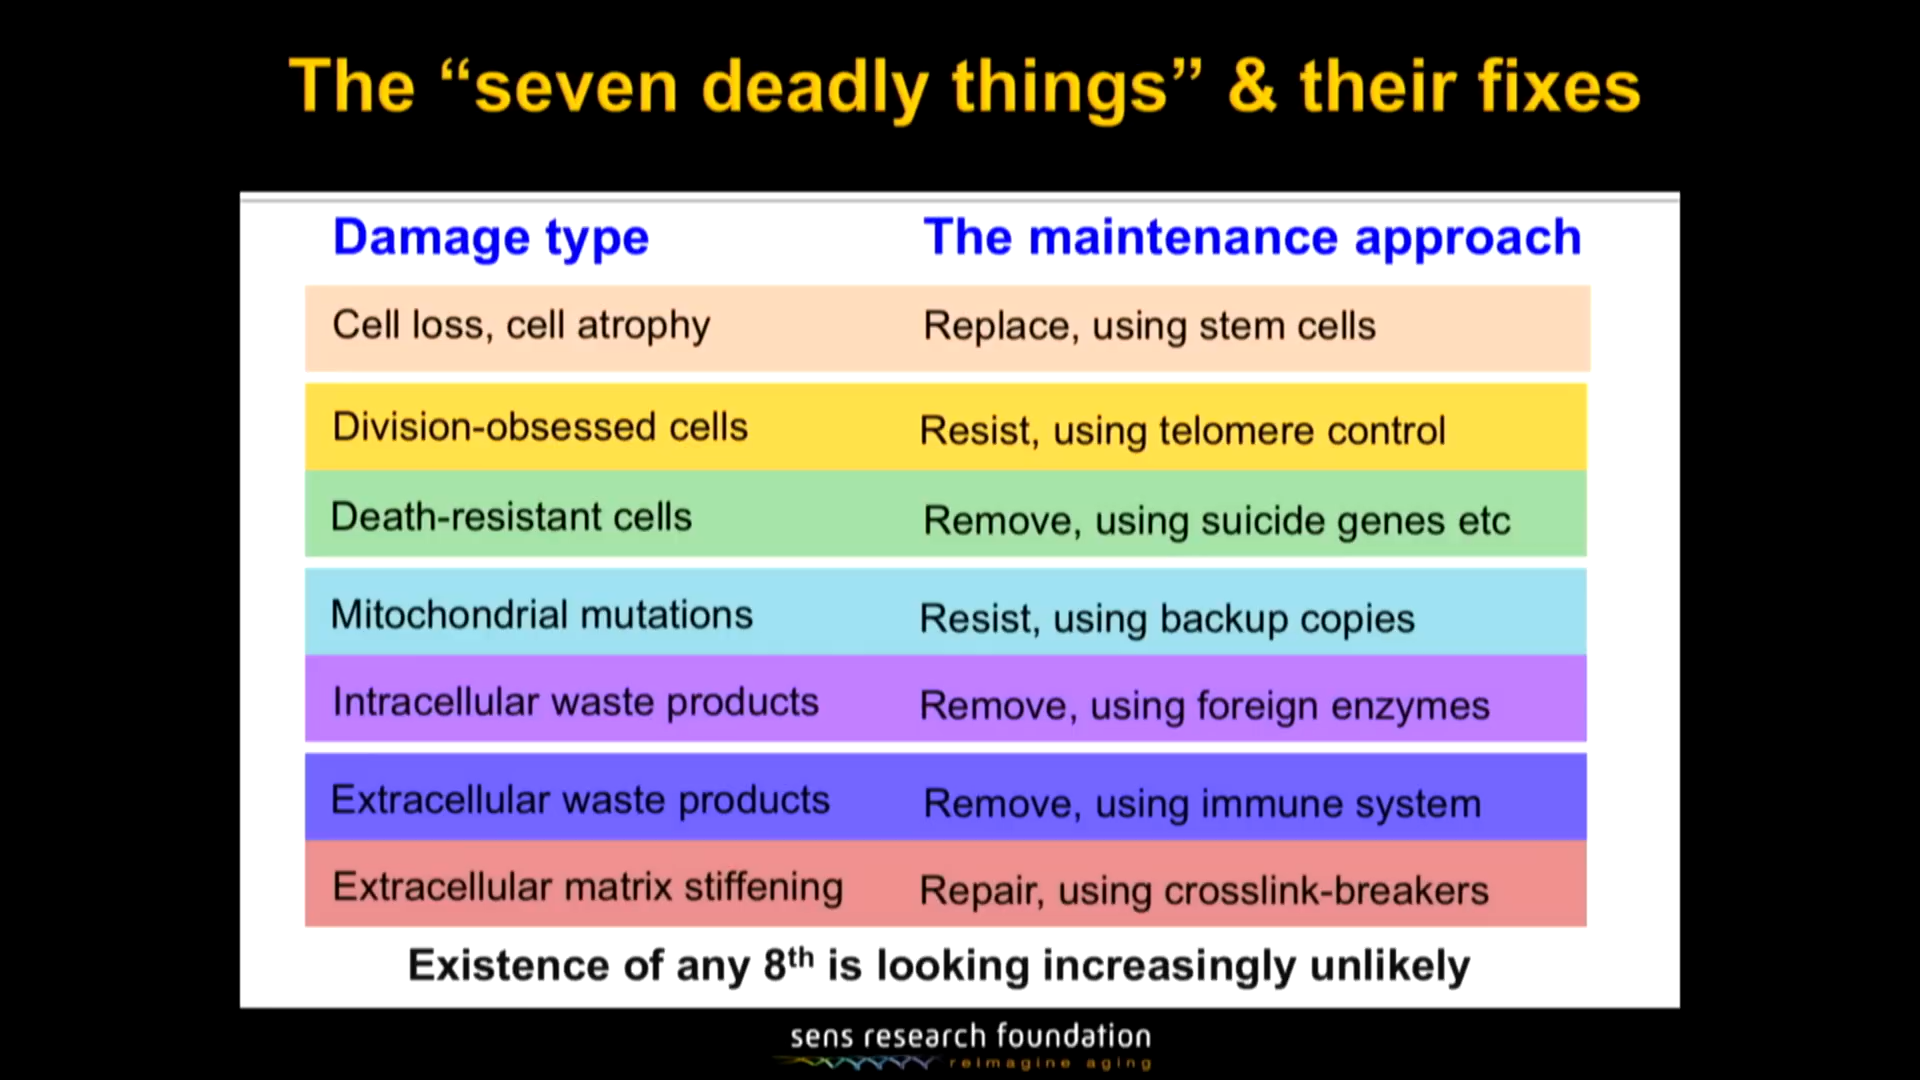 The “seven deadly things” & their fixes
Damage type The maintenance approach
Cell loss, cell atrophy Replace, using stem cells
Division-obsessed cells Resist, using telomere control
Death-resistant cells Remove, using suicide genes etc
Mitochondrial mutations Resist, using backup copies
Intracellular waste products Remove, using foreign enzymes
Extracellular waste products Remove, using immune system
Extracellular matrix stiffening Repair, using crosslink-breakers
Existence of any 8th is looking increasingly unlikely
sens research foundation
reimagine aging